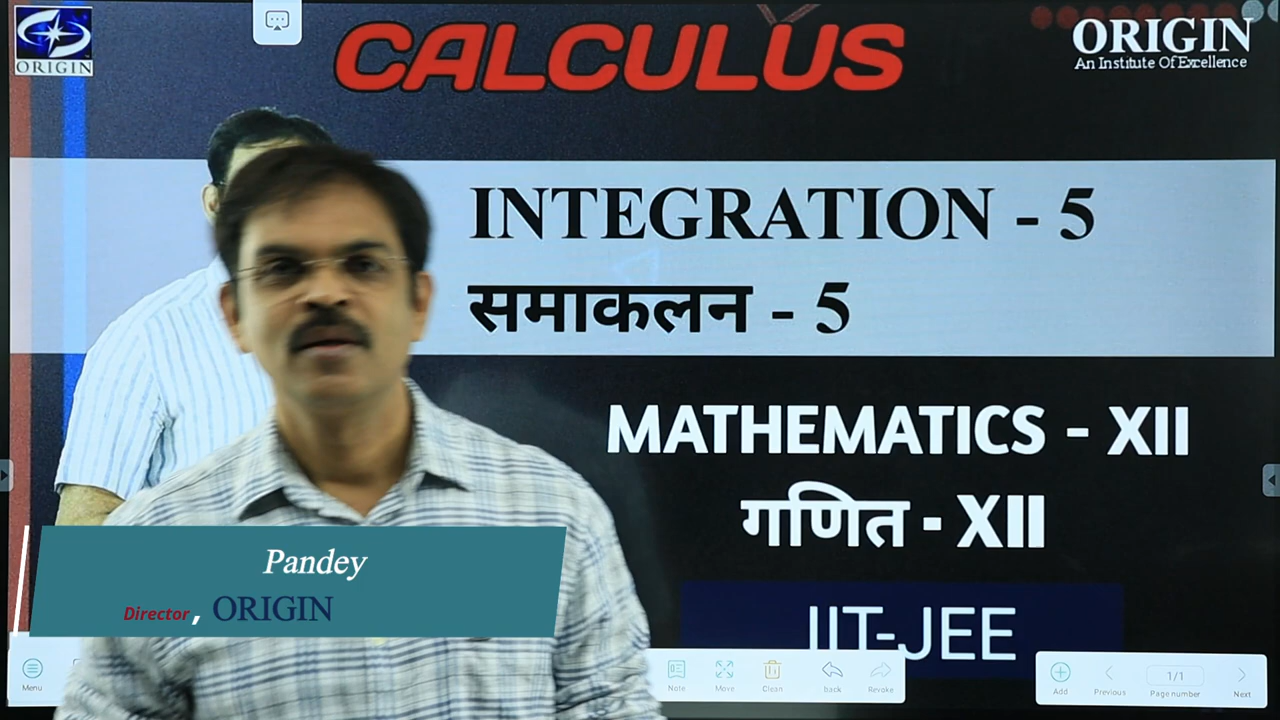 ORIGIN
CALCULUS
ORIGIN
An Institute Of Excellence
INTEGRATION - 5
समाकलन - 5
MATHEMATICS - XII
गणित - XII
IIT-JEE
Pandey
Director, ORIGIN
Menu
Note
Move
Clean
back
Revoke
Add
Previous
1/1
Page number
Next